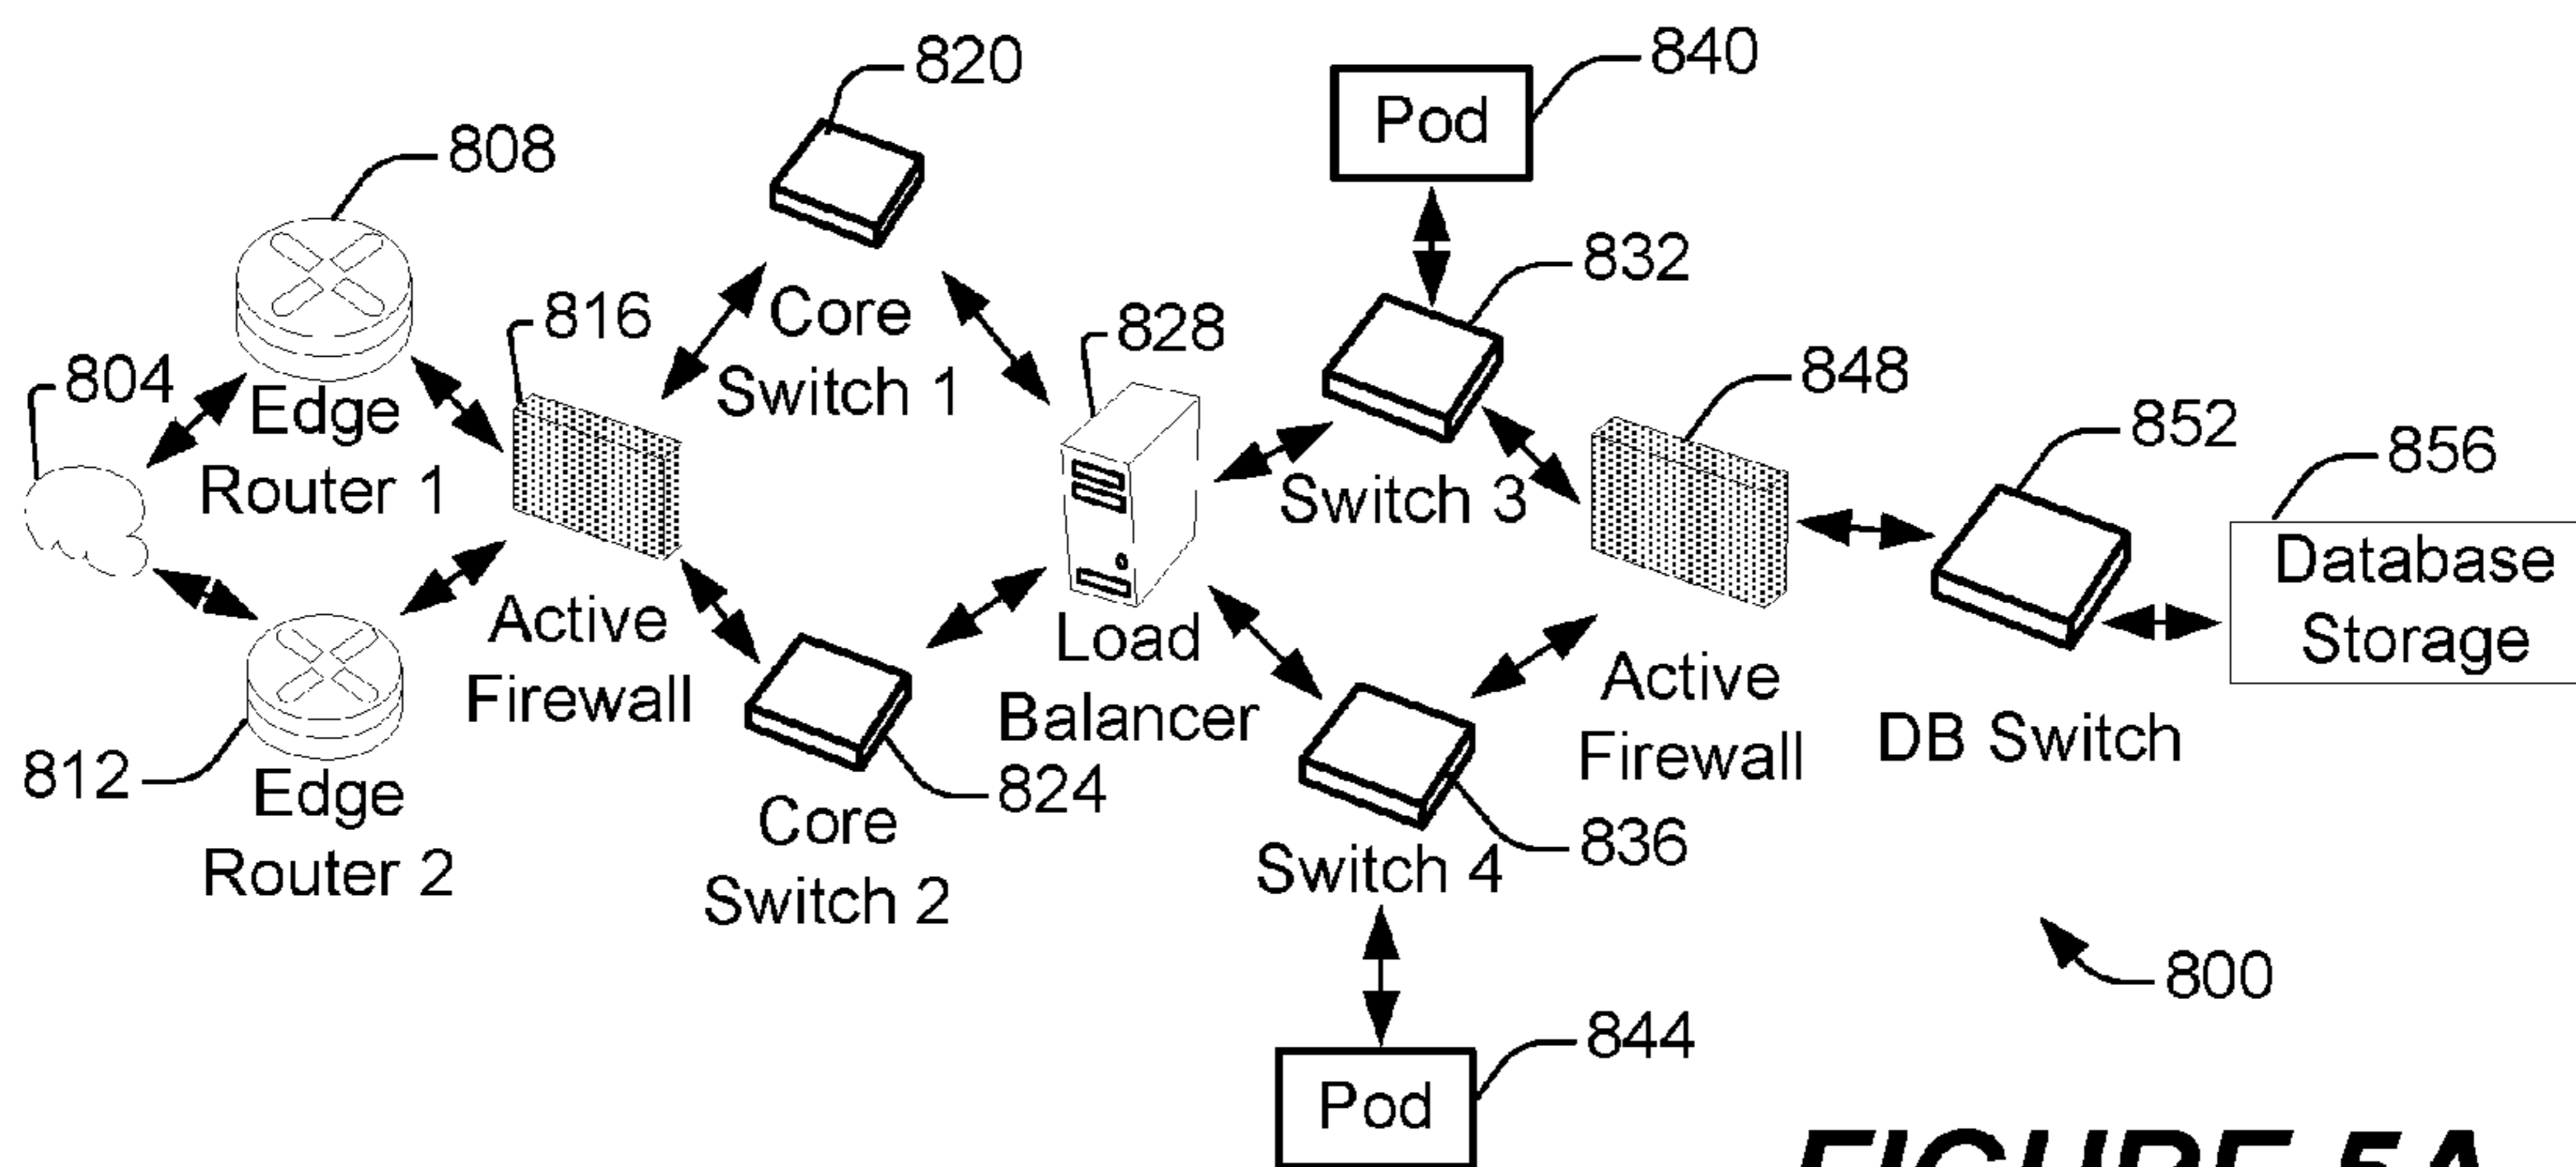 820
840
Pod
808
832
816
Core
Switch 1
828
804
848
Edge
Router 1
852
856
Switch 3
Database
Storage
Active
Firewall
Load
Balancer
Active
Firewall
DB Switch
812
Edge
Router 2
824
Core
Switch 2
836
Switch 4
800
844
Pod
FIGURE 5A